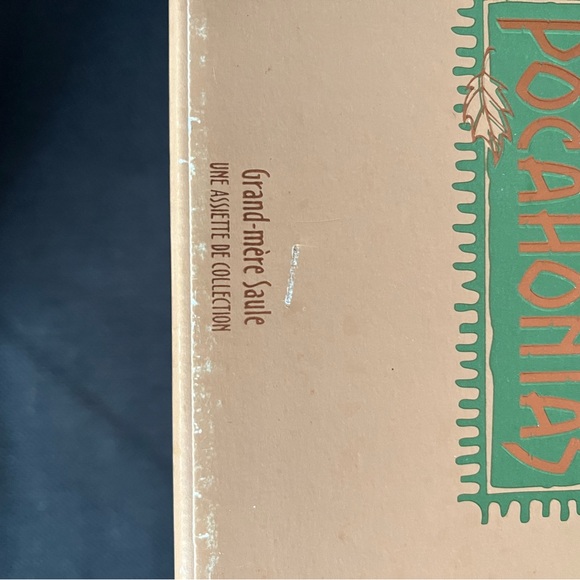 POCAHONTAS
Grand-mère Saule
UNE ASSIETTE DE COLLECTION